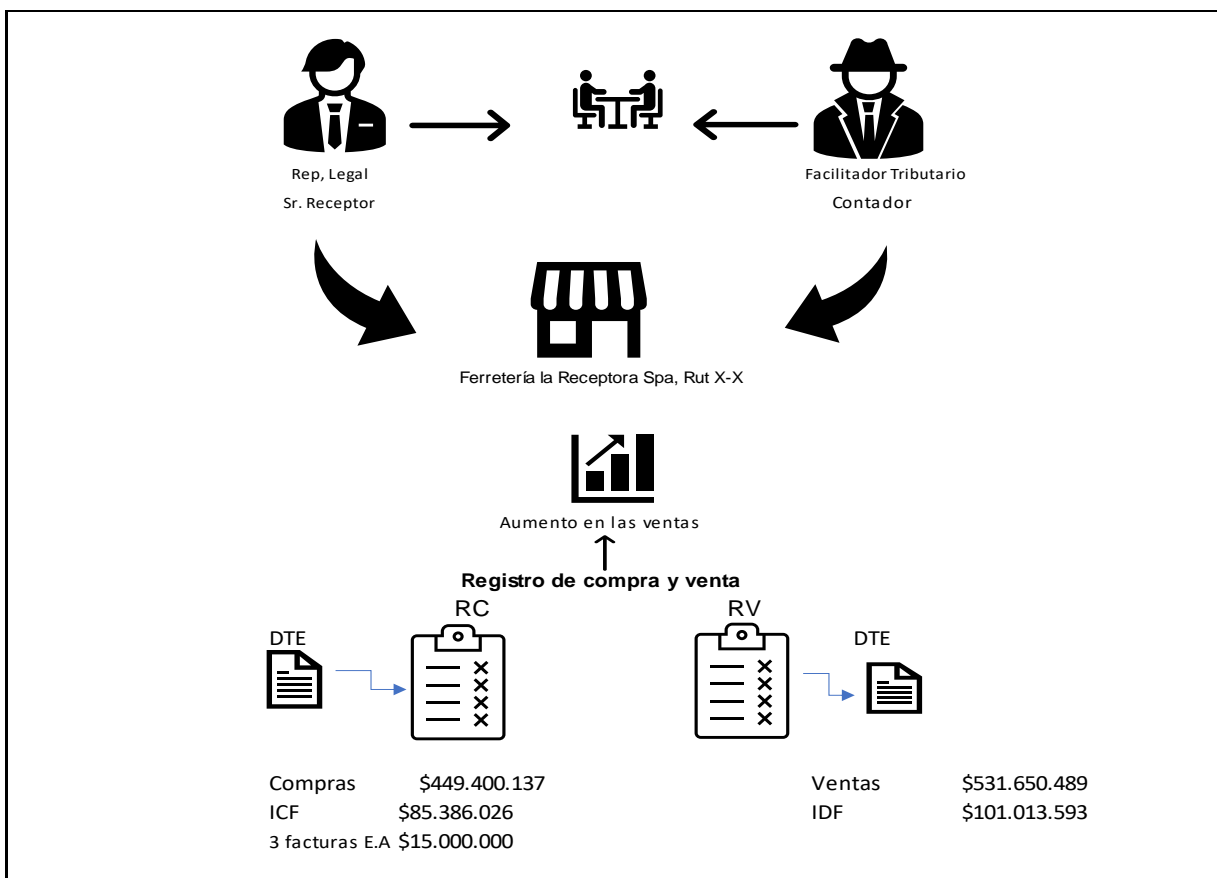 Rep, Legal
Sr. Receptor
Facilitador Tributario
Contador
Ferretería la Receptora Spa, Rut X-X
Aumento en las ventas
Registro de compra y venta
RC
RV
DTE
DTE
Compras $449.400.137
ICF $85.386.026
3 facturas E.A $15.000.000
Ventas $531.650.489
IDF $101.013.593